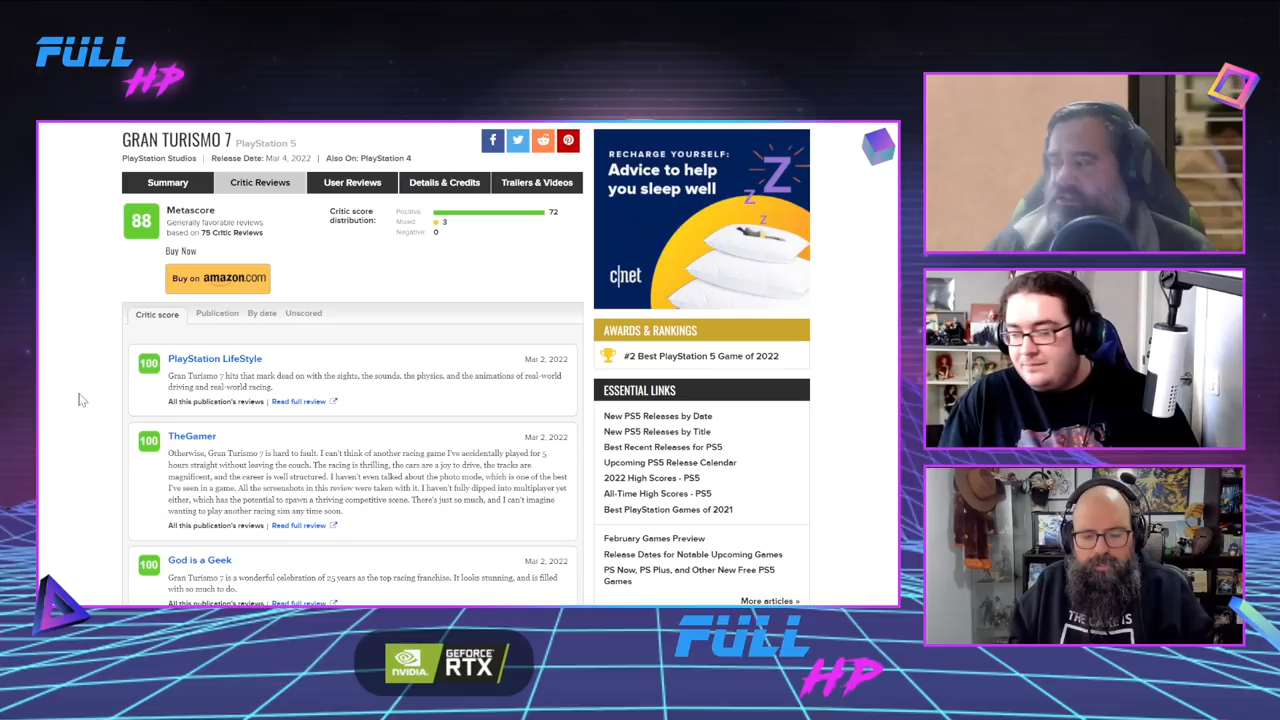 FULL
HP
GRAN TURISMO 7 PlayStation 5
PlayStation Studios | Release Date: Mar 4, 2022 | Also On: PlayStation 4
Summary
Critic Reviews
User Reviews
Details & Credits
Trailers & Videos
88
Metascore
Generally favorable reviews
based on 75 Critic Reviews
Critic score
distribution:
Positive: 72
Mixed: 3
Negative: 0
Buy Now
Buy on amazon.com
Critic score
Publication
By date
Unscored
100
PlayStation LifeStyle
Mar 2, 2022
Gran Turismo 7 hits that mark dead on with the sights, the sounds, the physics, and the animations of real-world
driving and real-world racing.
All this publication's reviews | Read full review
100
TheGamer
Mar 2, 2022
Otherwise, Gran Turismo 7 is hard to fault. I can't think of another racing game I've accidentally played for 5
hours straight without leaving the couch. The racing is thrilling, the cars are a joy to drive, the tracks are
magnificent, and the career is well structured. I haven't even talked about the photo mode, which is one of the best
I've seen in a game. All the screenshots in this review were taken with it. I haven't fully dipped into multiplayer yet
either, which has the potential to spawn a thriving competitive scene. There's just so much, and I can't imagine
wanting to play another racing sim any time soon.
All this publication's reviews | Read full review
100
God is a Geek
Mar 2, 2022
Gran Turismo 7 is a wonderful celebration of 25 years as the top racing franchise. It looks stunning, and is filled
with so much to do.
All this publication's reviews | Read full review
RECHARGE YOURSELF:
Advice to help
you sleep well
Z
Z
Z
c|net
AWARDS & RANKINGS
#2 Best PlayStation 5 Game of 2022
ESSENTIAL LINKS
New PS5 Releases by Date
New PS5 Releases by Title
Best Recent Releases for PS5
Upcoming PS5 Release Calendar
2022 High Scores - PS5
All-Time High Scores - PS5
Best PlayStation Games of 2021
February Games Preview
Release Dates for Notable Upcoming Games
PS Now, PS Plus, and Other New Free PS5
Games
More articles »
THE CAKE IS
NVIDIA.
GEFORCE
RTX
FULL
HP